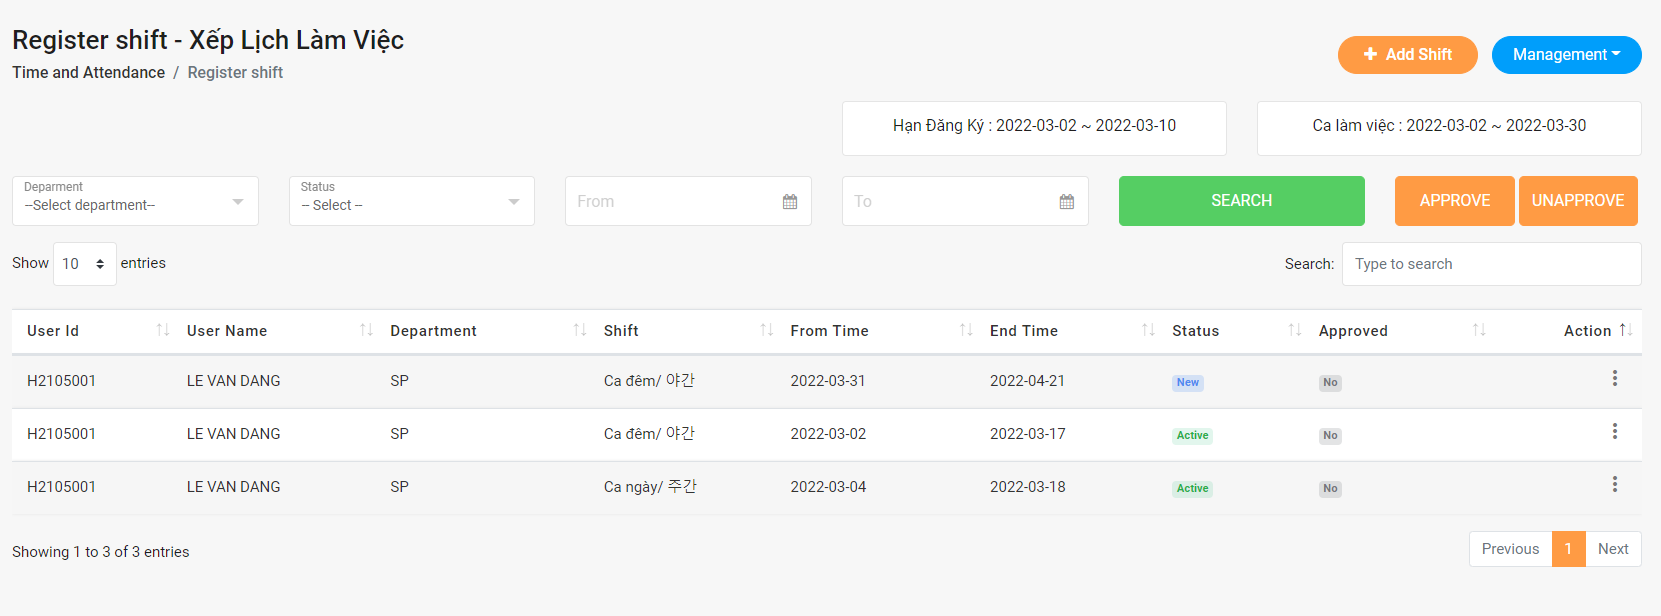 Register shift - Xếp Lịch Làm Việc
Time and Attendance / Register shift
Add Shift
Management
Hạn Đăng Ký : 2022-03-02 ~ 2022-03-10
Ca làm việc : 2022-03-02 ~ 2022-03-30
Deparment
--Select department--
Status
-- Select --
From
To
SEARCH
APPROVE
UNAPPROVE
Show 10 entries
Search: Type to search
User Id User Name Department Shift From Time End Time Status Approved Action
H2105001 LE VAN DANG SP Ca đêm/ 야간 2022-03-31 2022-04-21 New No
H2105001 LE VAN DANG SP Ca đêm/ 야간 2022-03-02 2022-03-17 Active No
H2105001 LE VAN DANG SP Ca ngày/ 주간 2022-03-04 2022-03-18 Active No
Showing 1 to 3 of 3 entries
Previous 1 Next